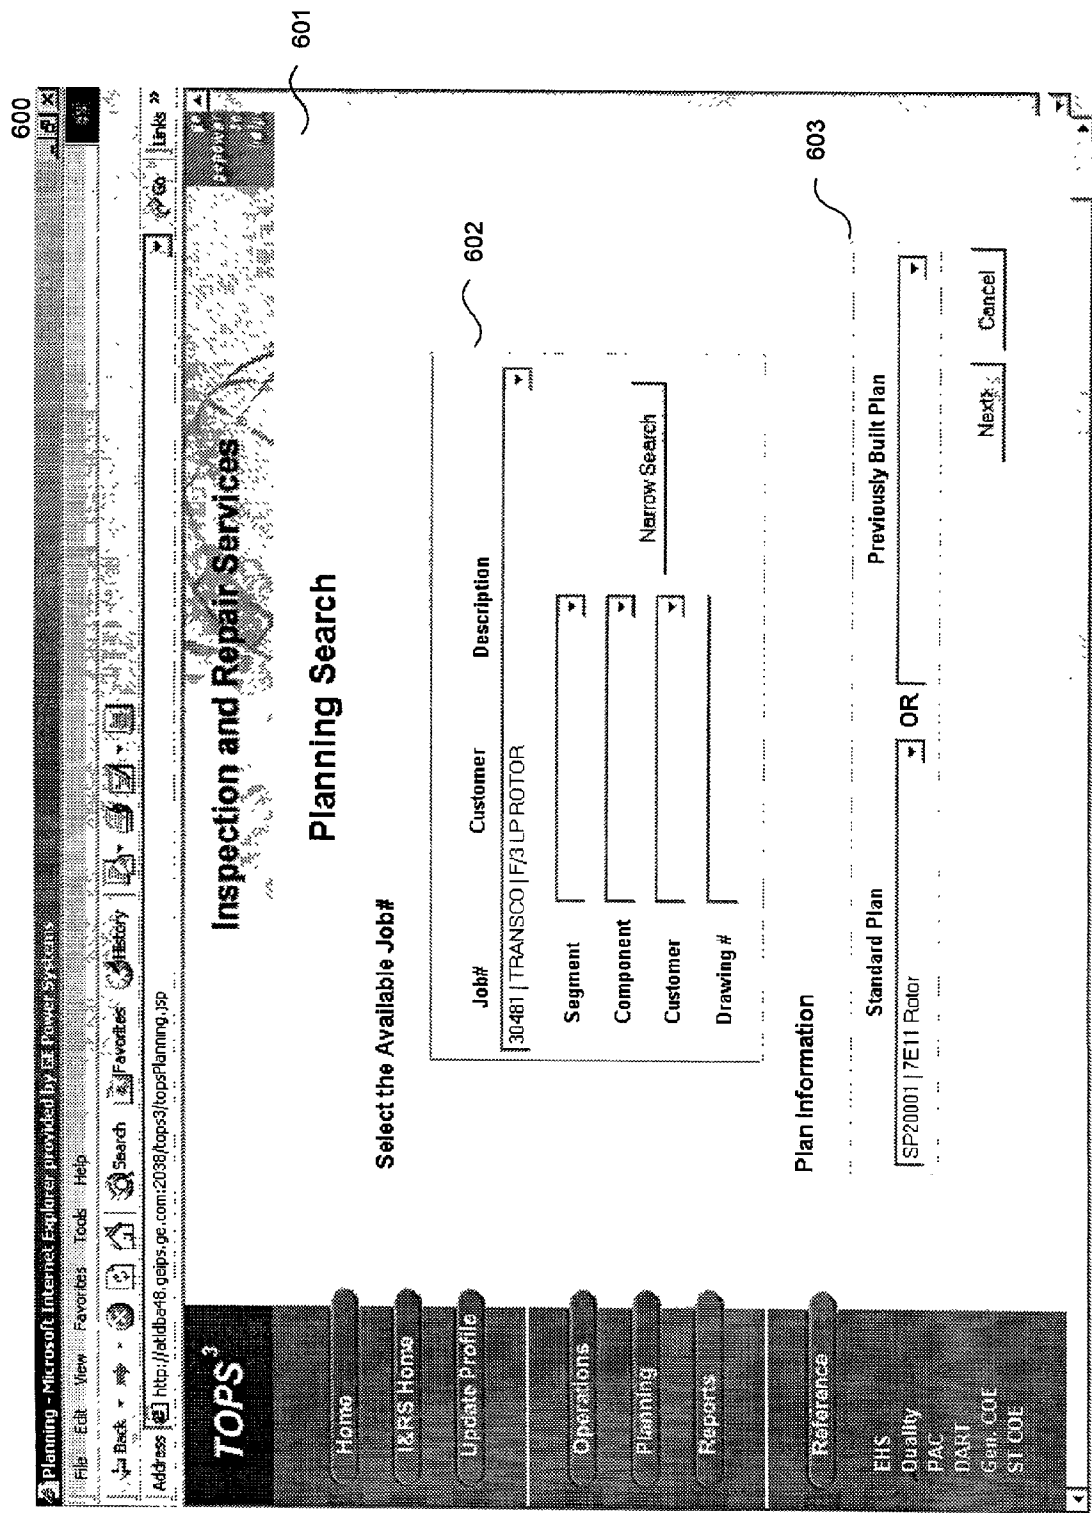 600
Planning - Microsoft Internet Explorer provided by GE Power Systems
File Edit View Favorites Tools Help
Back Search Favorites History
Address http://atldba48.geips.ge.com:2038/tops3/topsPlanning.jsp Go Links »
TOPS3
Inspection and Repair Services
601
Home
I&RS Home
Update Profile
Operations
Planning
Reports
Reference
EHS
Quality
PAC
DART
Gen. COE
ST COE
Planning Search
Select the Available Job#
602
Job# Customer Description
30481 | TRANSCO | F/3 LP ROTOR
Segment
Component
Customer
Drawing #
Narrow Search
Plan Information
603
Standard Plan Previously Built Plan
SP20001 | 7E11 Rotor OR
Next Cancel